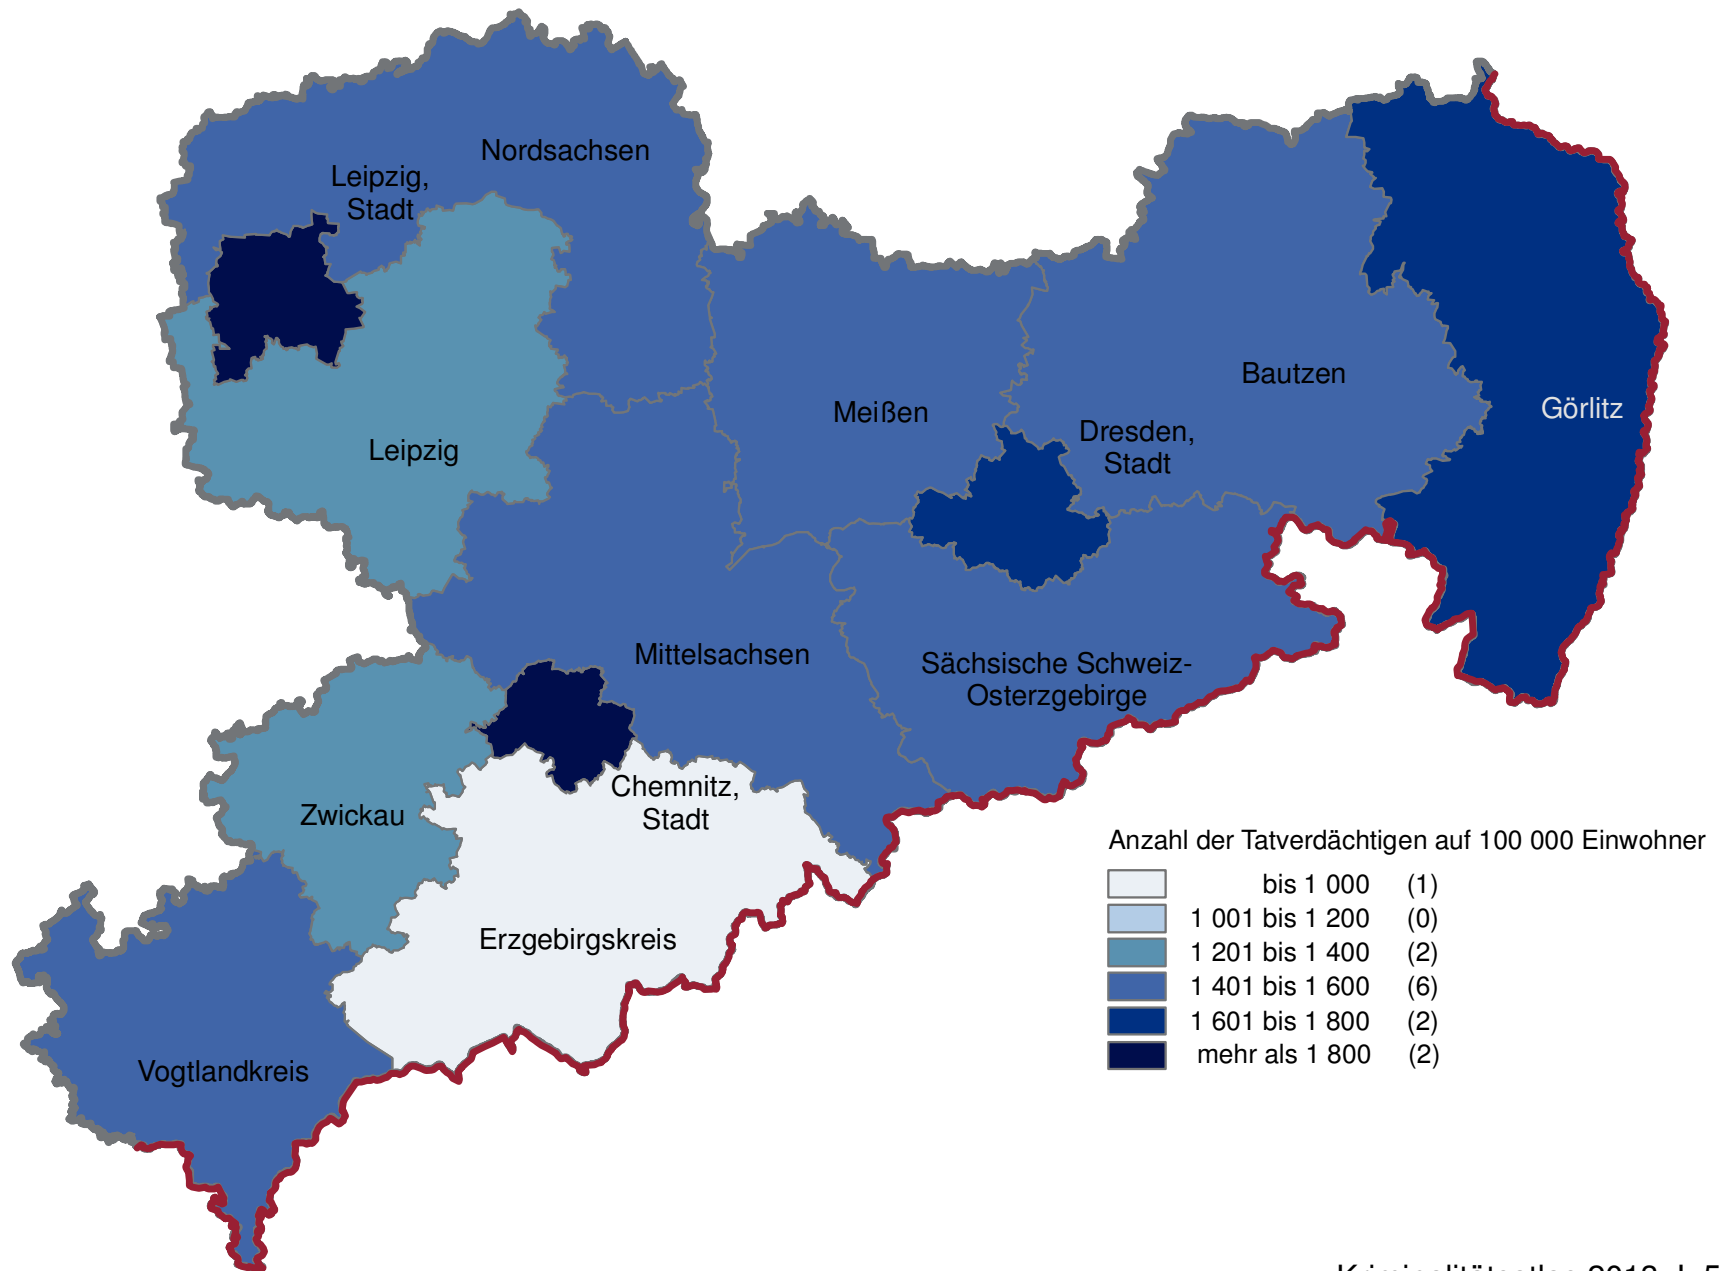 Nordsachsen
Leipzig,
Stadt
Bautzen
Görlitz
Meißen
Dresden,
Stadt
Leipzig
Mittelsachsen
Sächsische Schweiz-
Osterzgebirge
Chemnitz,
Stadt
Zwickau
Erzgebirgskreis
Vogtlandkreis
Anzahl der Tatverdächtigen auf 100 000 Einwohner
bis 1 000 (1)
1 001 bis 1 200 (0)
1 201 bis 1 400 (2)
1 401 bis 1 600 (6)
1 601 bis 1 800 (2)
mehr als 1 800 (2)